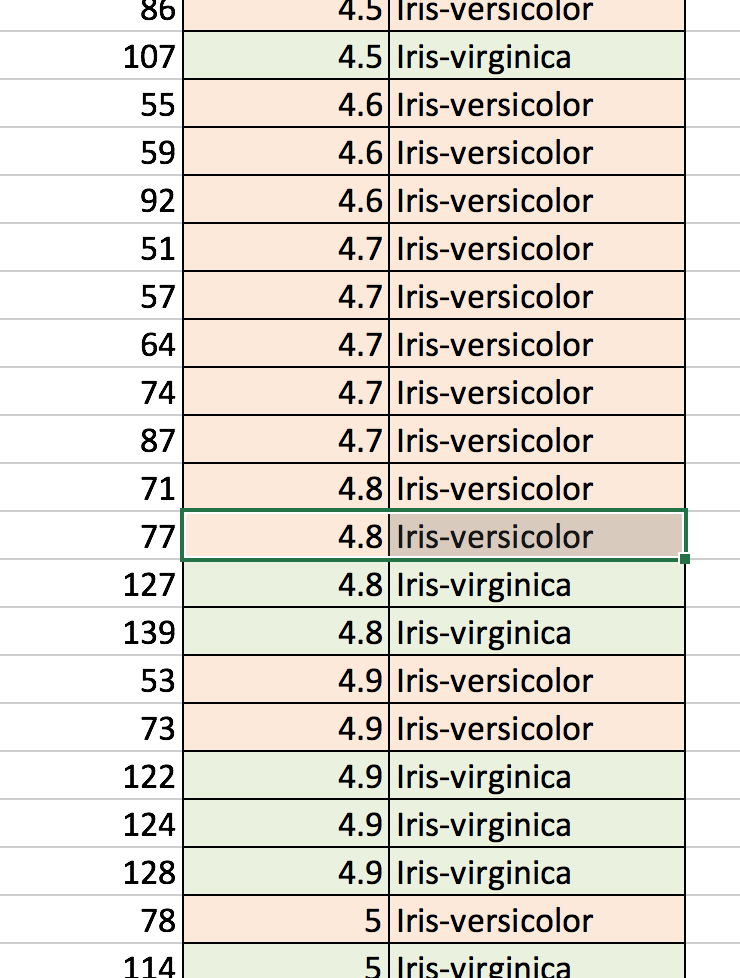 86 4.5 Iris-versicolor
107 4.5 Iris-virginica
55 4.6 Iris-versicolor
59 4.6 Iris-versicolor
92 4.6 Iris-versicolor
51 4.7 Iris-versicolor
57 4.7 Iris-versicolor
64 4.7 Iris-versicolor
74 4.7 Iris-versicolor
87 4.7 Iris-versicolor
71 4.8 Iris-versicolor
77 4.8 Iris-versicolor
127 4.8 Iris-virginica
139 4.8 Iris-virginica
53 4.9 Iris-versicolor
73 4.9 Iris-versicolor
122 4.9 Iris-virginica
124 4.9 Iris-virginica
128 4.9 Iris-virginica
78 5 Iris-versicolor
114 5 Iris-virginica